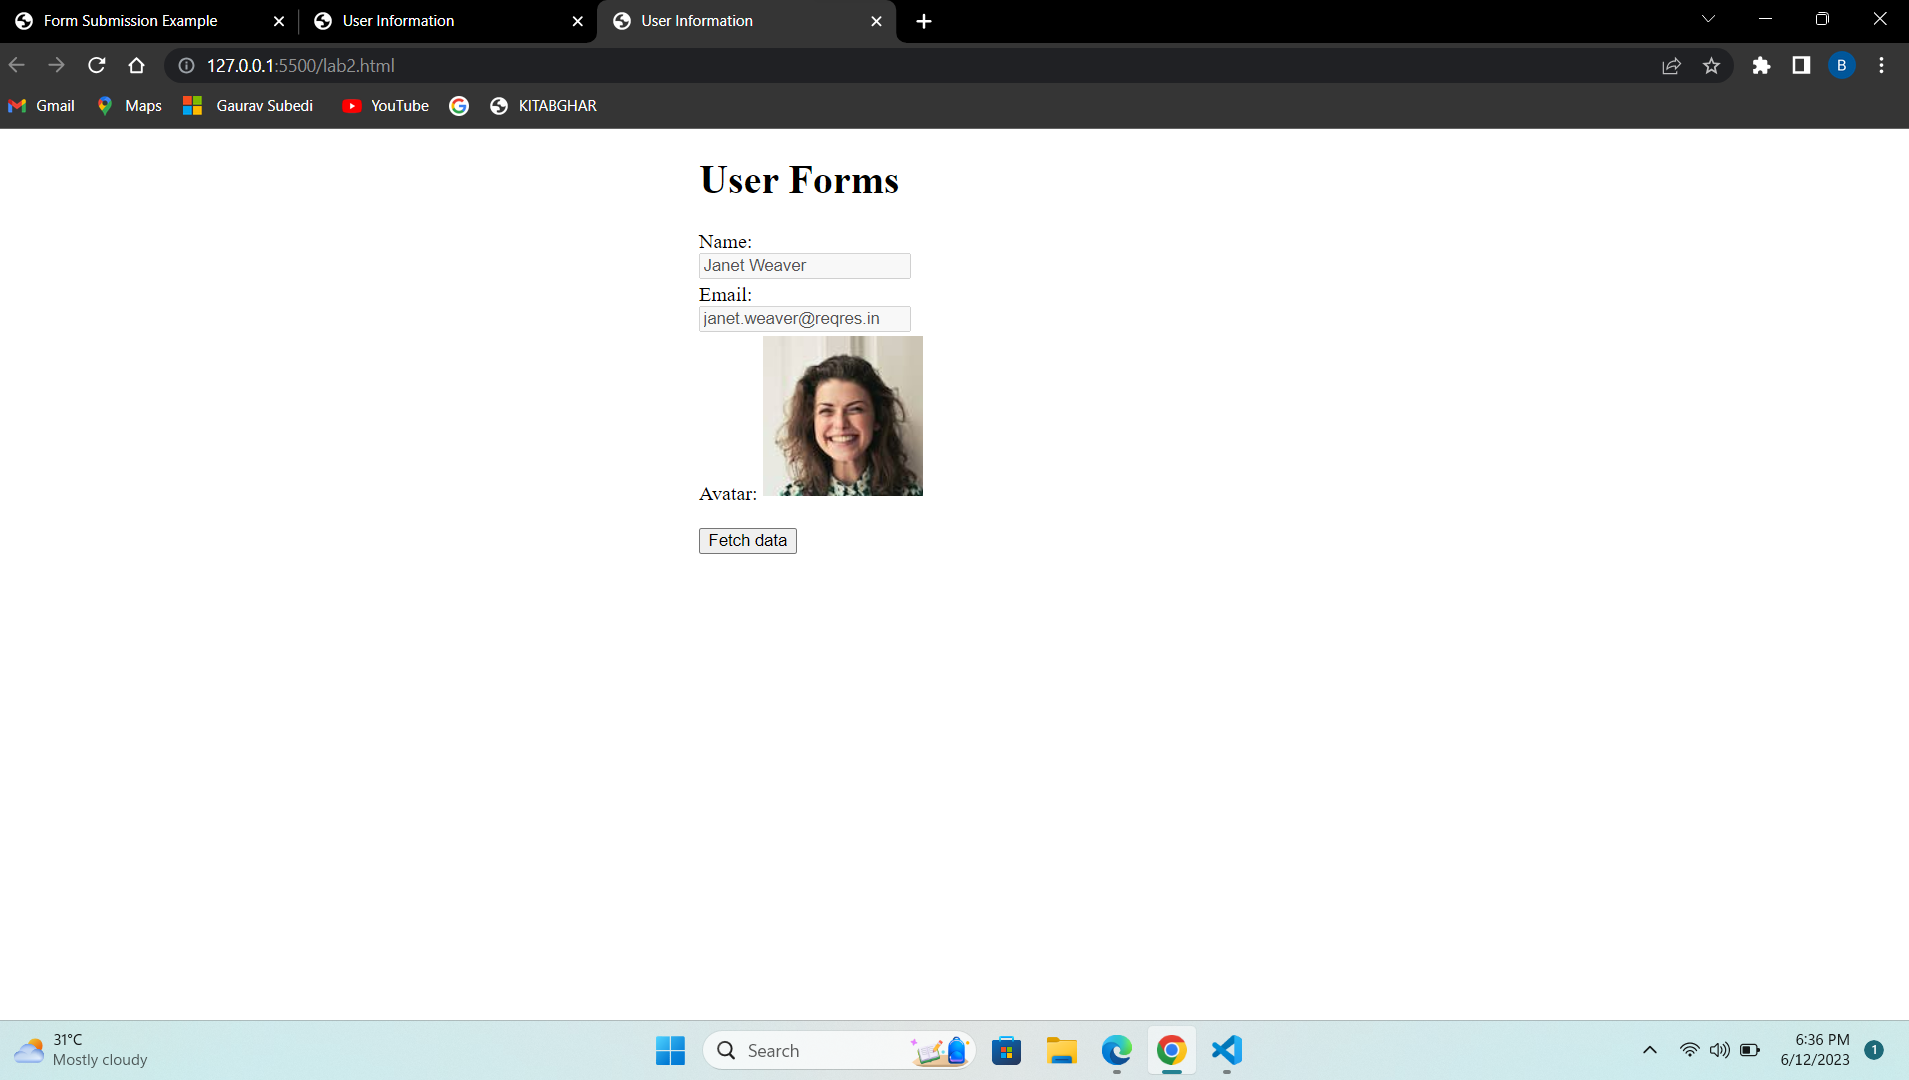 Form Submission Example
User Information
User Information
127.0.0.1:5500/lab2.html
B
Gmail
Maps
Gaurav Subedi
YouTube
KITABGHAR
User Forms
Name:
Janet Weaver
Email:
janet.weaver@reqres.in
Avatar:
Fetch data
31°C
Mostly cloudy
Search
6:36 PM
6/12/2023
1